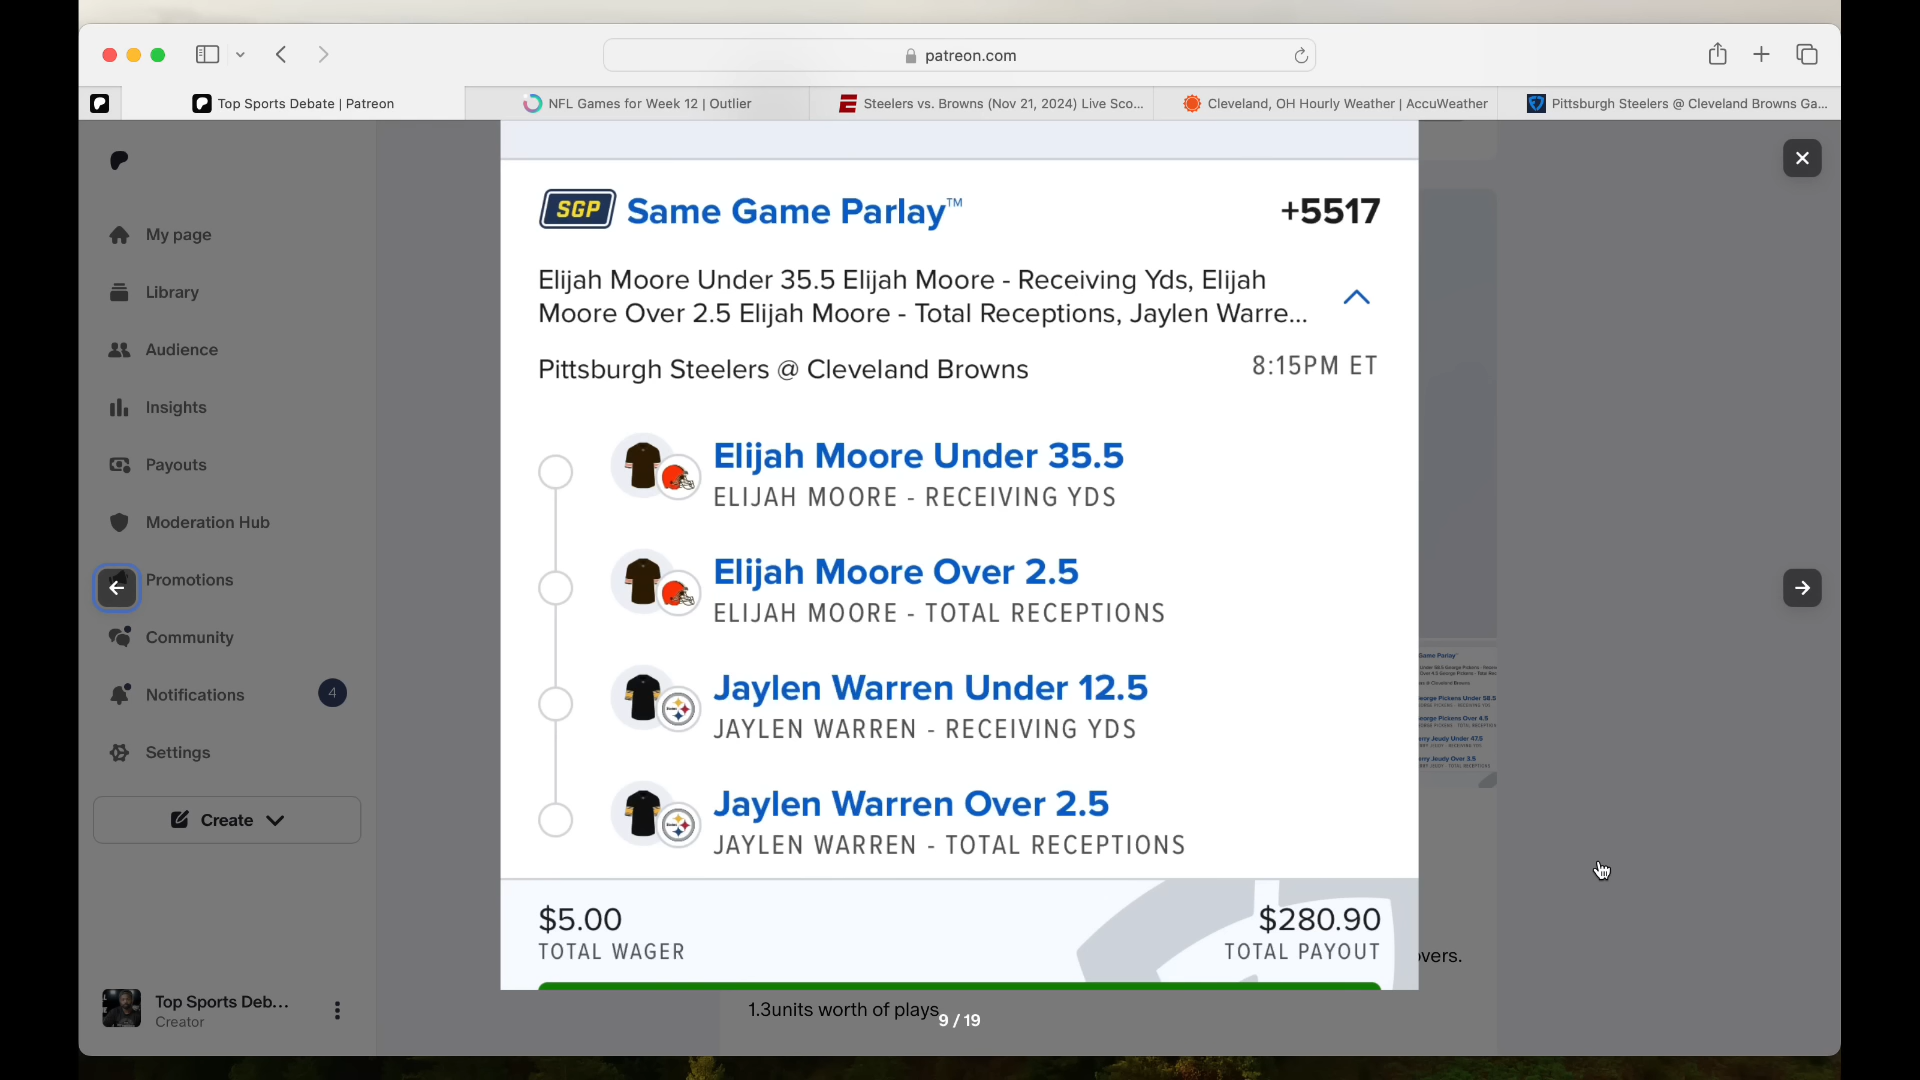 patreon.com
Top Sports Debate | Patreon
NFL Games for Week 12 | Outlier
Steelers vs. Browns (Nov 21, 2024) Live Sco...
Cleveland, OH Hourly Weather | AccuWeather
Pittsburgh Steelers @ Cleveland Browns Ga...
My page
Library
Audience
Insights
Payouts
Moderation Hub
Promotions
Community
Notifications
4
Settings
Create
Top Sports Deb...
Creator
SGP Same Game Parlay™
+5517
Elijah Moore Under 35.5 Elijah Moore - Receiving Yds, Elijah
Moore Over 2.5 Elijah Moore - Total Receptions, Jaylen Warre...
Pittsburgh Steelers @ Cleveland Browns
8:15PM ET
Elijah Moore Under 35.5
ELIJAH MOORE - RECEIVING YDS
Elijah Moore Over 2.5
ELIJAH MOORE - TOTAL RECEPTIONS
Jaylen Warren Under 12.5
JAYLEN WARREN - RECEIVING YDS
Jaylen Warren Over 2.5
JAYLEN WARREN - TOTAL RECEPTIONS
$5.00
TOTAL WAGER
$280.90
TOTAL PAYOUT
overs.
1.3units worth of plays
9 / 19